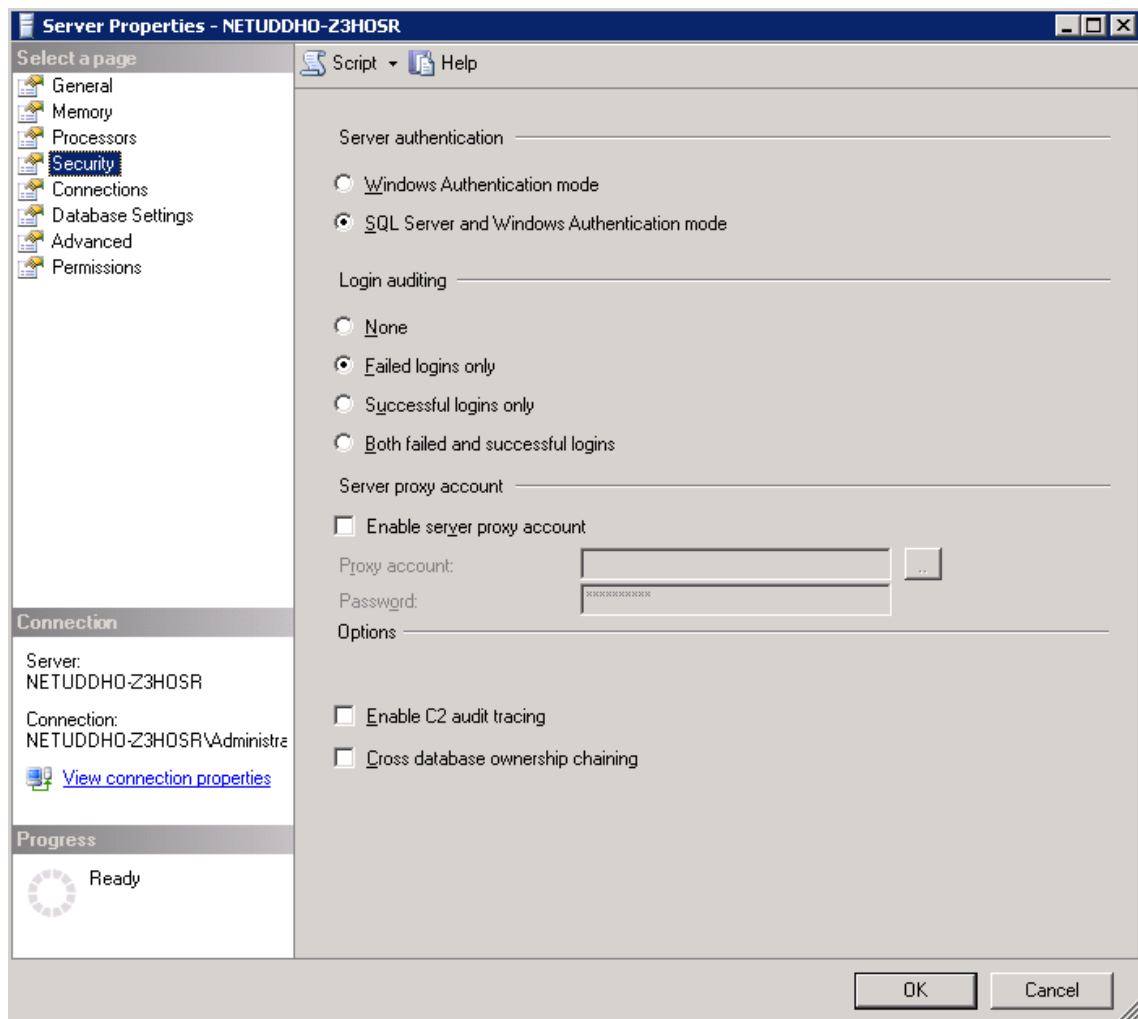 Server Properties - NETUDDHO-Z3HOSR
Select a page
General
Memory
Processors
Security
Connections
Database Settings
Advanced
Permissions
Script Help
Server authentication
Windows Authentication mode
SQL Server and Windows Authentication mode
Login auditing
None
Failed logins only
Successful logins only
Both failed and successful logins
Server proxy account
Enable server proxy account
Proxy account:
..
Password:
**********
Options
Enable C2 audit tracing
Cross database ownership chaining
Connection
Server:
NETUDDHO-Z3HOSR
Connection:
NETUDDHO-Z3HOSR\Administra
View connection properties
Progress
Ready
OK Cancel